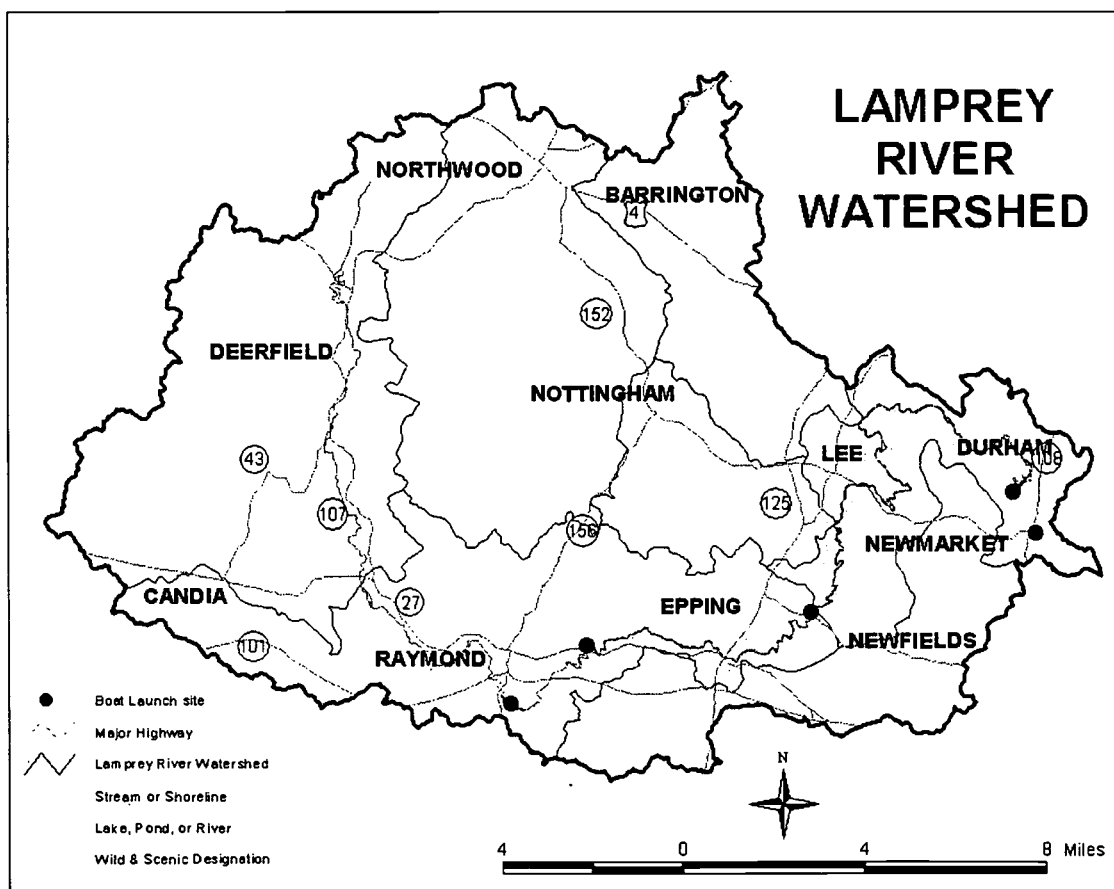 LAMPREY
RIVER
WATERSHED
NORTHWOOD
BARRINGTON
4
152
DEERFIELD
NOTTINGHAM
LEE
DURHAM
108
43
107
125
156
NEWMARKET
CANDIA
27
EPPING
NEWFIELDS
101
RAYMOND
Boat Launch site
Major Highway
Lamprey River Watershed
Stream or Shoreline
Lake, Pond, or River
Wild & Scenic Designation
N
4 0 4 8 Miles